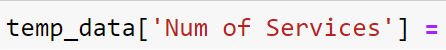 temp_data['Num of Services'] =